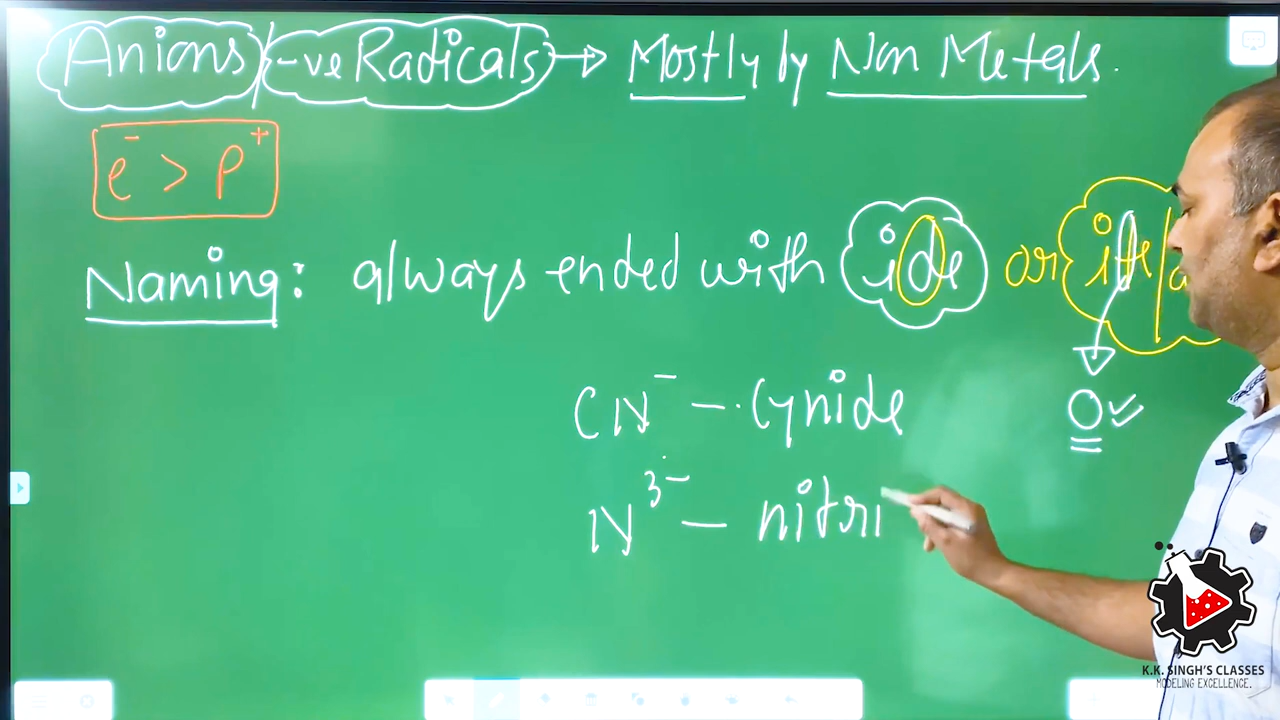 Anions/-ve Radicals → Mostly by Non Metals.
e⁻ > p⁺
Naming: always ended with ide or ite/
CN⁻ - Cynide
O✓
N³⁻ - nitri
K.K. SINGH'S CLASSES
MODELING EXCELLENCE.